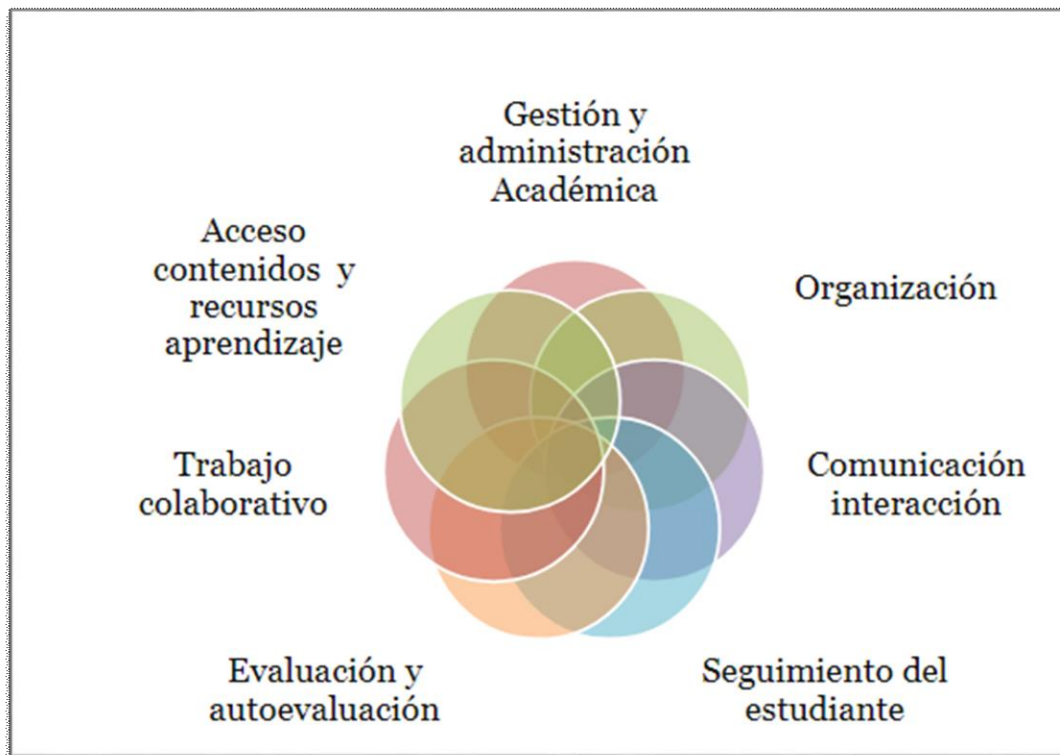 Gestión y
administración
Académica
Acceso
contenidos y
recursos
aprendizaje
Organización
Trabajo
colaborativo
Comunicación
interacción
Evaluación y
autoevaluación
Seguimiento del
estudiante